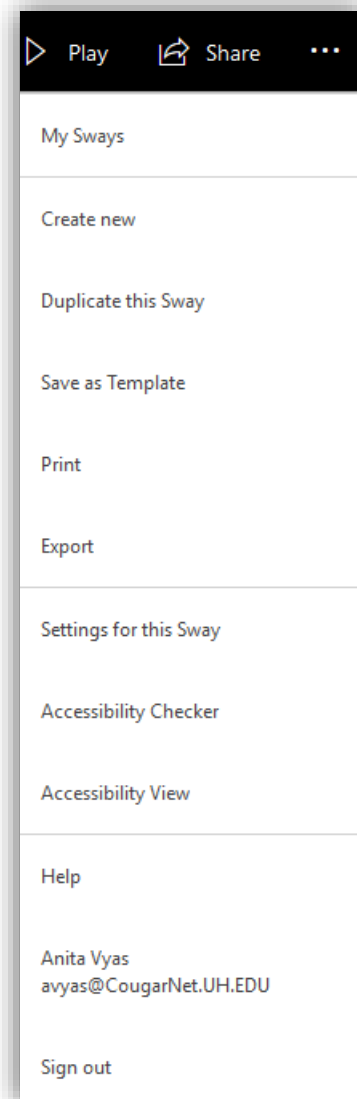 Play Share ...
My Sways
Create new
Duplicate this Sway
Save as Template
Print
Export
Settings for this Sway
Accessibility Checker
Accessibility View
Help
Anita Vyas
avyas@CougarNet.UH.EDU
Sign out